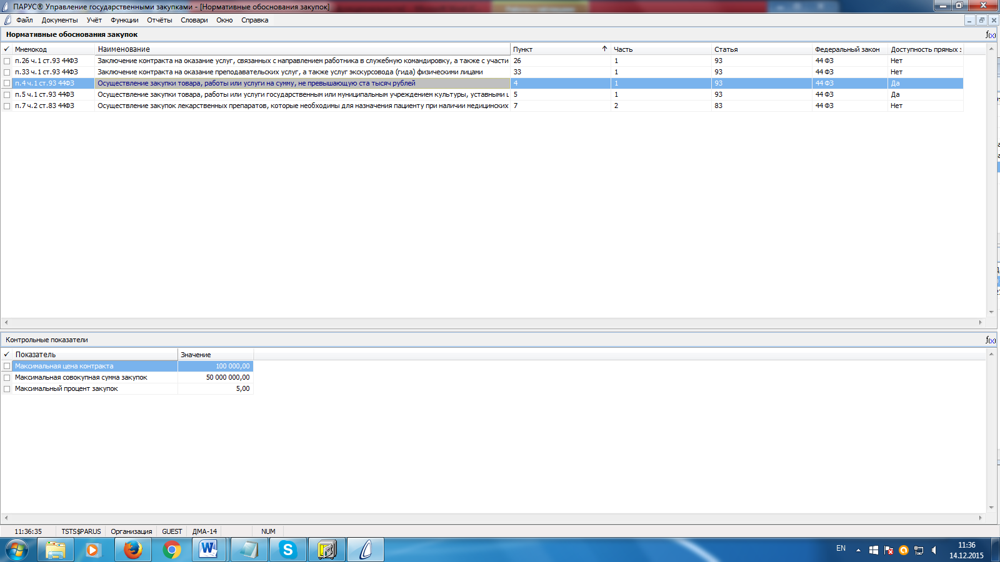 ПАРУС® Управление государственными закупками - [Нормативные обоснования закупок]
Файл Документы Учёт Функции Отчёты Словари Окно Справка
Нормативные обоснования закупок f(x)
Мнемокод Наименование Пункт Часть Статья Федеральный закон Доступность прямых з
п.26 ч.1 ст.93 44ФЗ Заключение контракта на оказание услуг, связанных с направлением работника в служебную командировку, а также с участи 26 1 93 44 ФЗ Нет
п.33 ч.1 ст.93 44ФЗ Заключение контракта на оказание преподавательских услуг, а также услуг экскурсовода (гида) физическими лицами 33 1 93 44 ФЗ Нет
п.4 ч.1 ст.93 44ФЗ Осуществление закупки товара, работы или услуги на сумму, не превышающую ста тысяч рублей 4 1 93 44 ФЗ Да
п.5 ч.1 ст.93 44ФЗ Осуществление закупки товара, работы или услуги государственным или муниципальным учреждением культуры, уставными ц 5 1 93 44 ФЗ Да
п.7 ч.2 ст.83 44ФЗ Осуществление закупок лекарственных препаратов, которые необходимы для назначения пациенту при наличии медицинских 7 2 83 44 ФЗ Нет
Контрольные показатели f(x)
Показатель Значение
Максимальная цена контракта 100 000,00
Максимальная совокупная сумма закупок 50 000 000,00
Максимальный процент закупок 5,00
11:36:35 TSTS$PARUS Организация GUEST ДМА-14 NUM
EN 11:36
14.12.2015